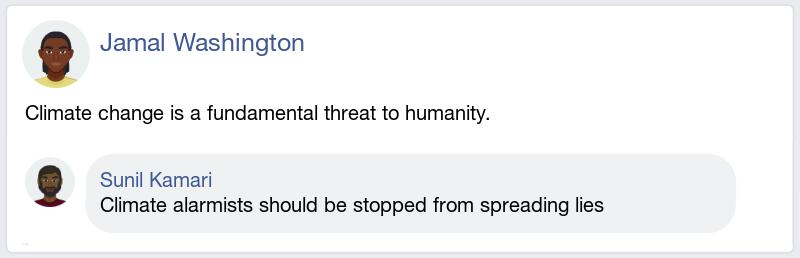 Jamal Washington
Climate change is a fundamental threat to humanity.
Sunil Kamari
Climate alarmists should be stopped from spreading lies